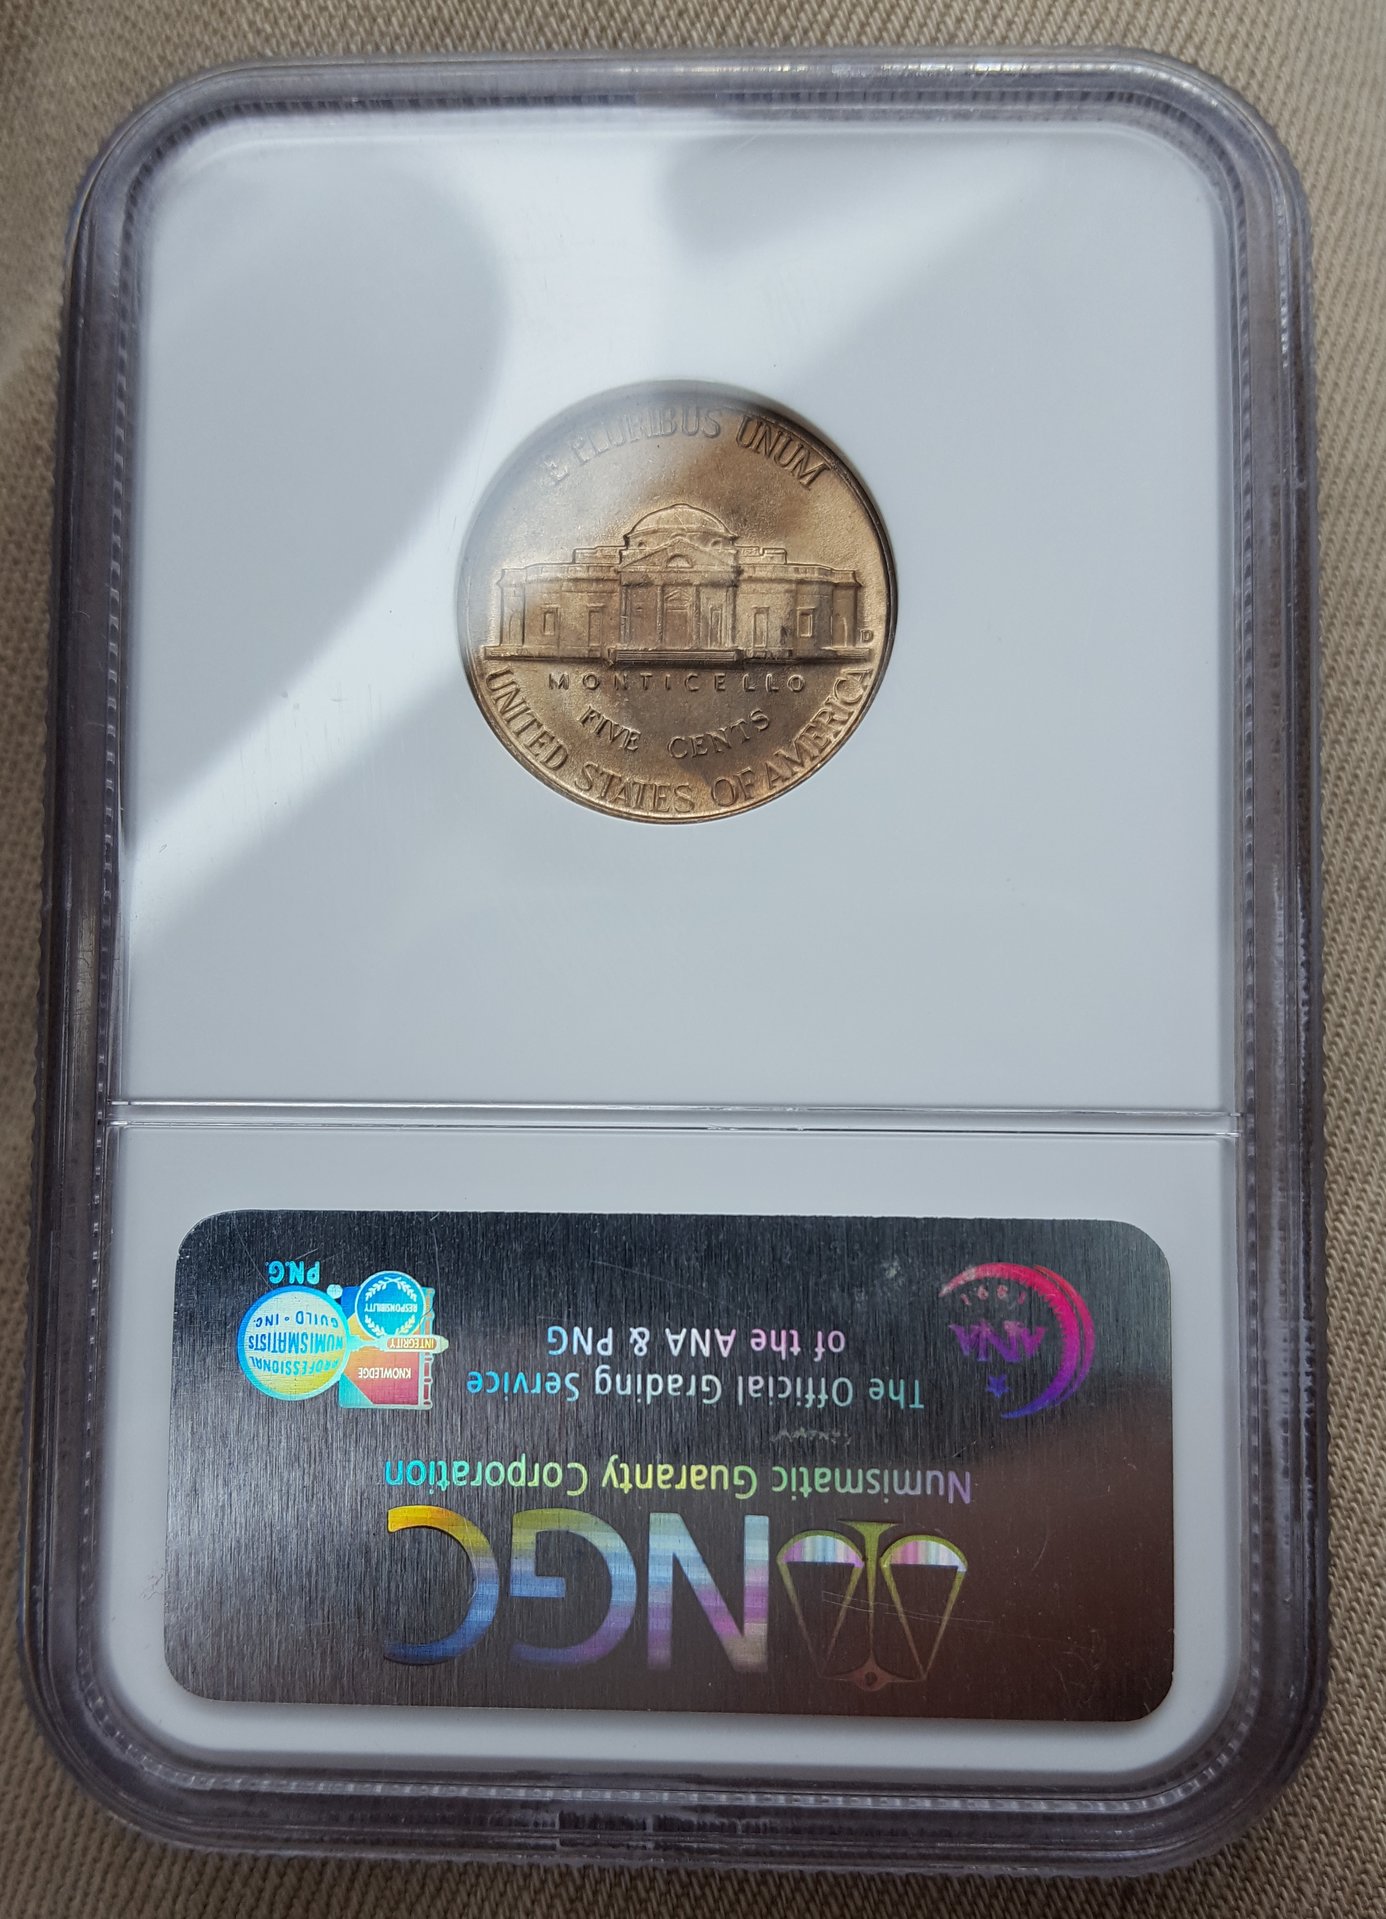 E PLURIBUS UNUM
D
MONTICELLO
FIVE CENTS
UNITED STATES OF AMERICA
NGC
Numismatic Guaranty Corporation
The Official Grading Service
of the ANA & PNG
ANA
1891
KNOWLEDGE
INTEGRITY
RESPONSIBILITY
PROFESSIONAL
NUMISMATISTS
GUILD • INC.
P.N.G.